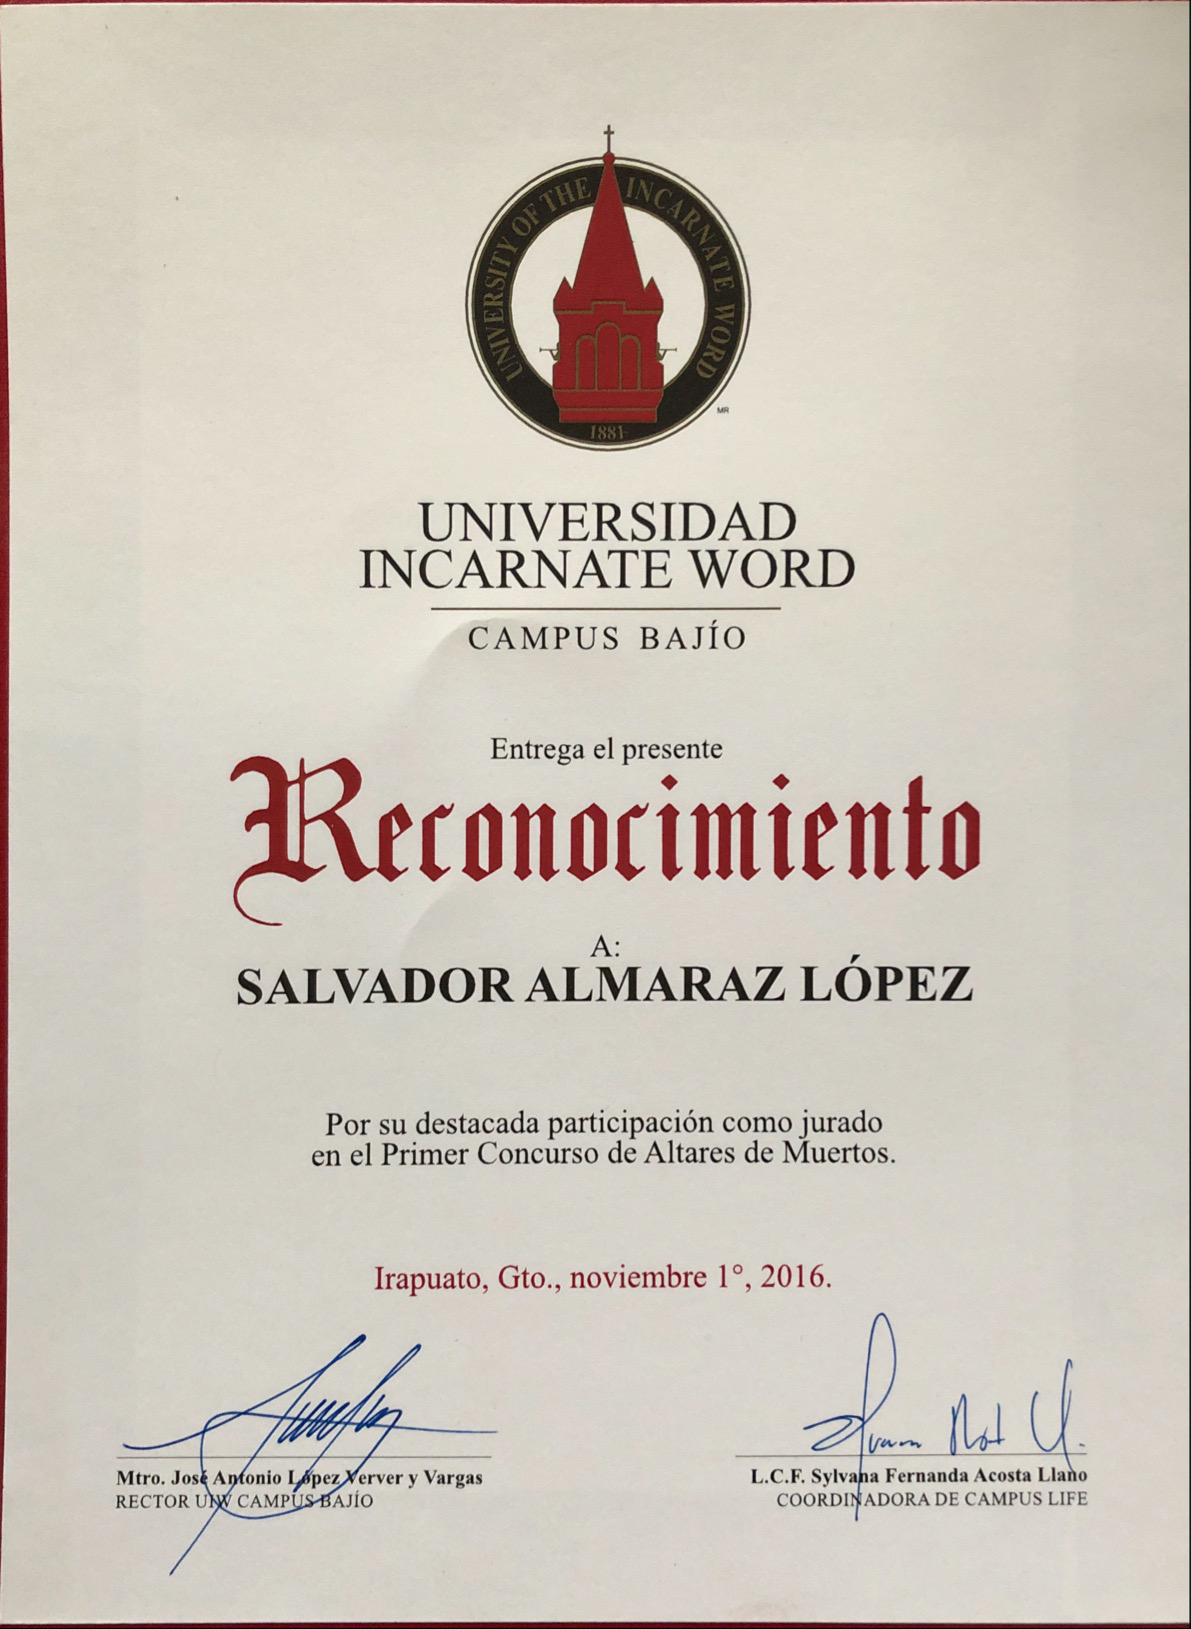 UNIVERSITY OF THE INCARNATE WORD
1881
MR
UNIVERSIDAD
INCARNATE WORD
CAMPUS BAJÍO
Entrega el presente
Reconocimiento
A:
SALVADOR ALMARAZ LÓPEZ
Por su destacada participación como jurado
en el Primer Concurso de Altares de Muertos.
Irapuato, Gto., noviembre 1°, 2016.
Mtro. José Antonio López Verver y Vargas
RECTOR UIW CAMPUS BAJÍO
L.C.F. Sylvana Fernanda Acosta Llano
COORDINADORA DE CAMPUS LIFE